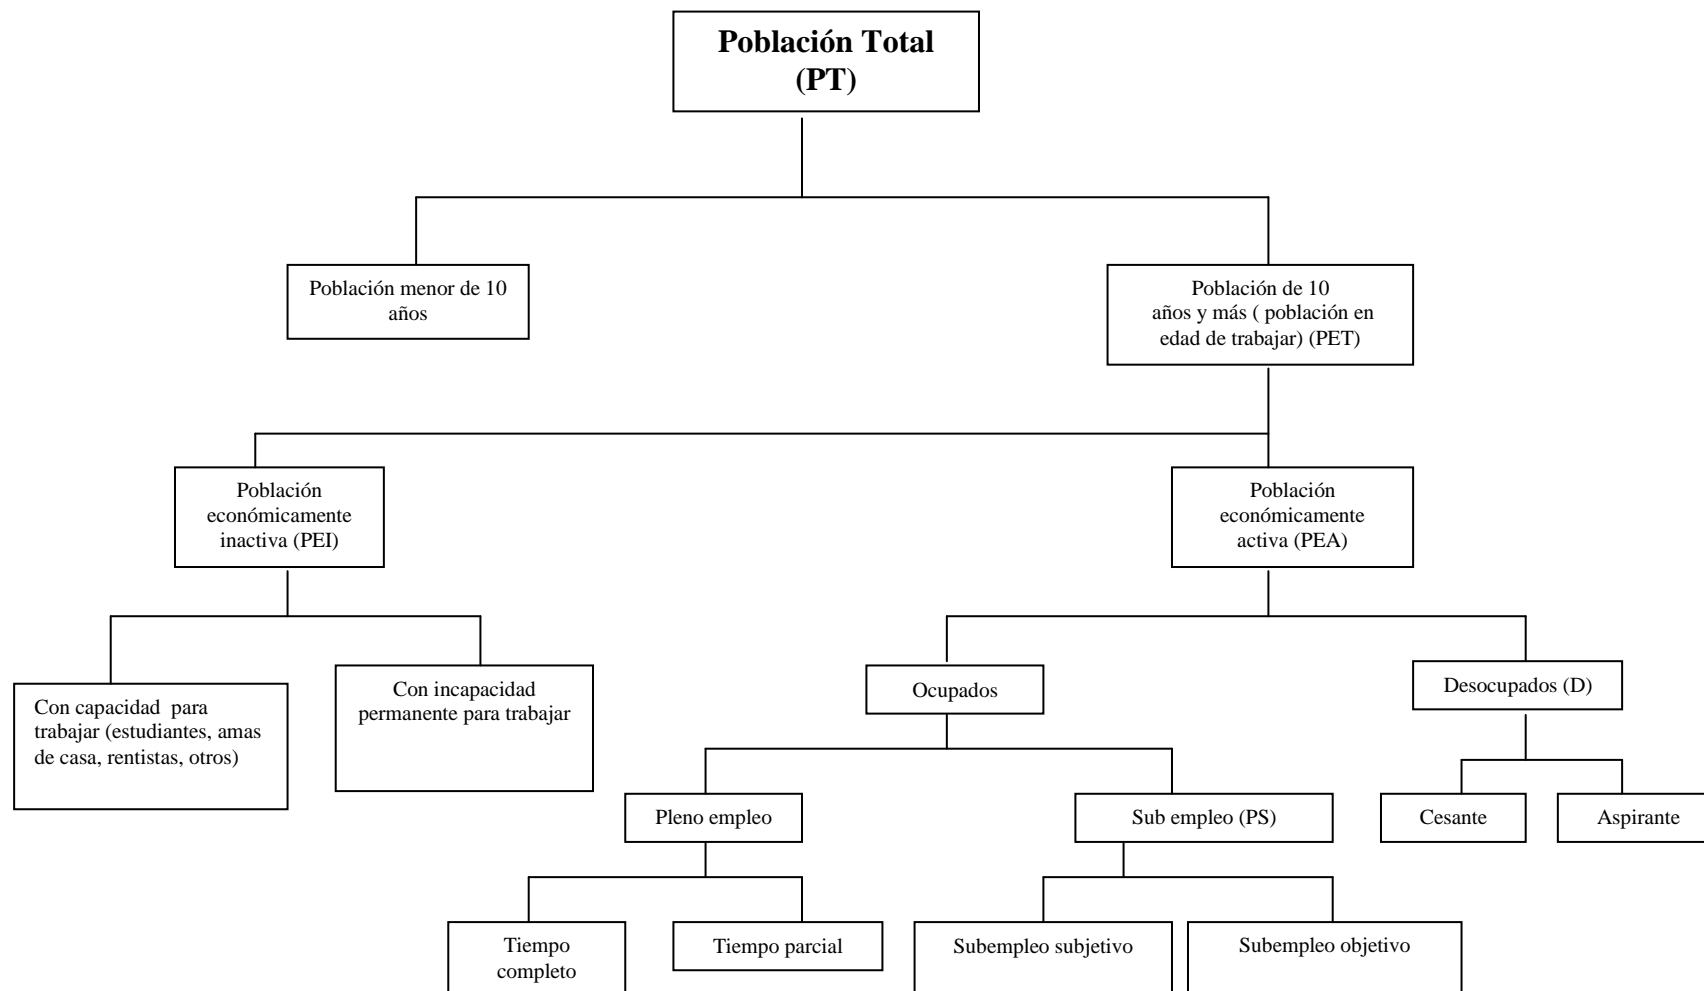 Población Total
(PT)
Población menor de 10
años
Población de 10
años y más ( población en
edad de trabajar) (PET)
Población
económicamente
inactiva (PEI)
Población
económicamente
activa (PEA)
Con capacidad  para
trabajar (estudiantes, amas
de casa, rentistas, otros)
Con incapacidad
permanente para trabajar
Ocupados
Desocupados (D)
Pleno empleo
Sub empleo (PS)
Cesante
Aspirante
Tiempo
completo
Tiempo parcial
Subempleo subjetivo
Subempleo objetivo